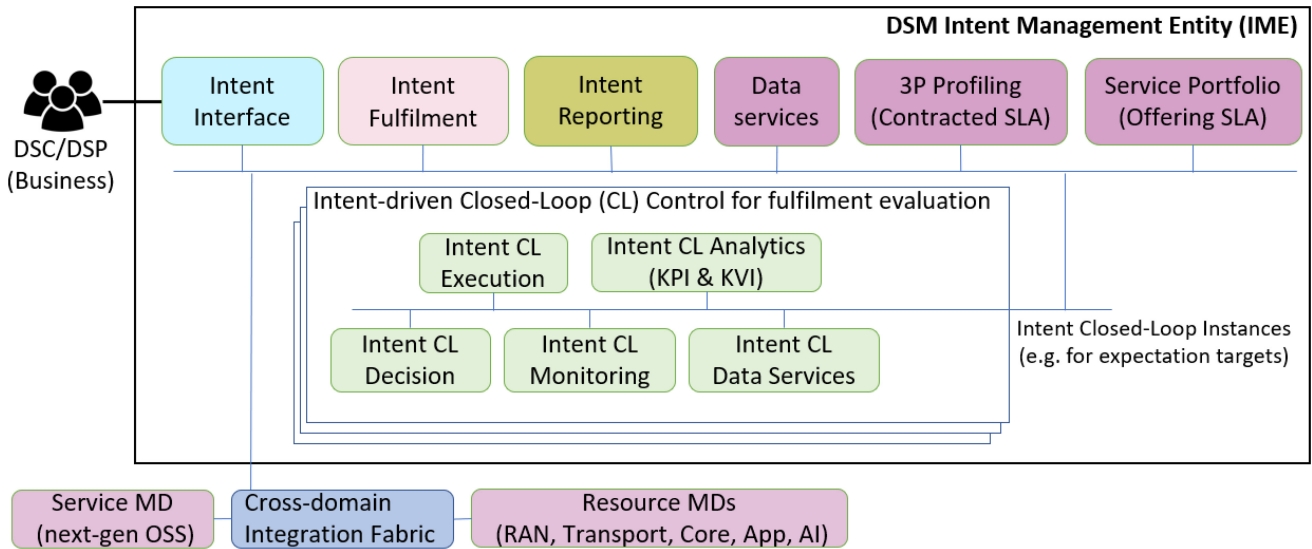 DSM Intent Management Entity (IME)
DSC/DSP
(Business)
Intent
Interface
Intent
Fulfilment
Intent
Reporting
Data
services
3P Profiling
(Contracted SLA)
Service Portfolio
(Offering SLA)
Intent-driven Closed-Loop (CL) Control for fulfilment evaluation
Intent CL
Execution
Intent CL Analytics
(KPI & KVI)
Intent CL
Decision
Intent CL
Monitoring
Intent CL
Data Services
Intent Closed-Loop Instances
(e.g. for expectation targets)
Service MD
(next-gen OSS)
Cross-domain
Integration Fabric
Resource MDs
(RAN, Transport, Core, App, AI)